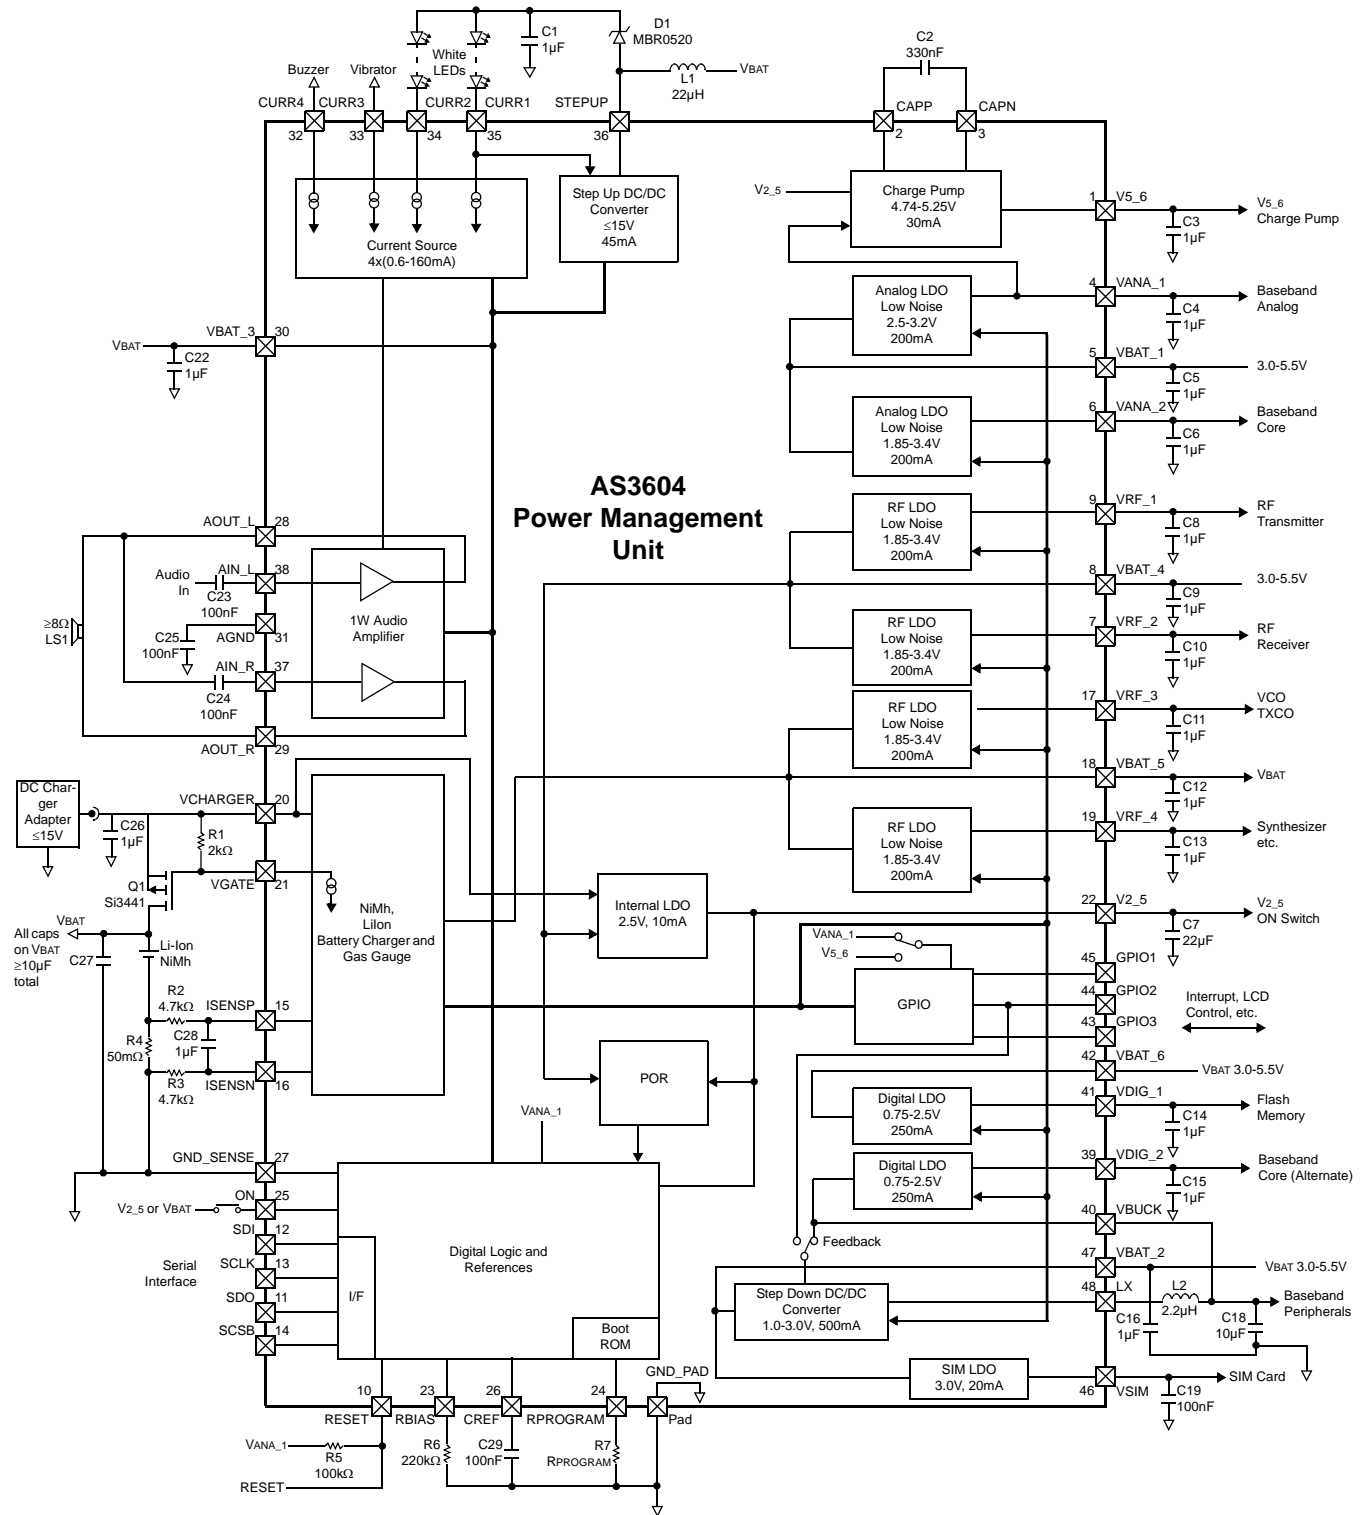 D1
MBR0520
C1
1µF
White
LEDs
L1
22µH
VBAT
C2
330nF
Buzzer
Vibrator
CURR4
CURR3
CURR2
CURR1
STEPUP
CAPP
CAPN
32
33
34
35
36
2
3
Step Up DC/DC
Converter
≤15V
45mA
Current Source
4x(0.6-160mA)
V2_5
Charge Pump
4.74-5.25V
30mA
1
V5_6
V5_6
Charge Pump
C3
1µF
Analog LDO
Low Noise
2.5-3.2V
200mA
4
VANA_1
Baseband
Analog
C4
1µF
VBAT
VBAT_3
30
C22
1µF
5
VBAT_1
3.0-5.5V
C5
1µF
Analog LDO
Low Noise
1.85-3.4V
200mA
6
VANA_2
Baseband
Core
C6
1µF
AS3604
Power Management
Unit
RF LDO
Low Noise
1.85-3.4V
200mA
9
VRF_1
RF
Transmitter
C8
1µF
8
VBAT_4
3.0-5.5V
C9
1µF
RF LDO
Low Noise
1.85-3.4V
200mA
7
VRF_2
RF
Receiver
C10
1µF
AOUT_L
28
Audio
In
AIN_L
38
C23
100nF
≥8Ω
LS1
C25
100nF
AGND
31
1W Audio
Amplifier
AIN_R
37
C24
100nF
AOUT_R
29
RF LDO
Low Noise
1.85-3.4V
200mA
17
VRF_3
VCO
TXCO
C11
1µF
18
VBAT_5
VBAT
C12
1µF
RF LDO
Low Noise
1.85-3.4V
200mA
19
VRF_4
Synthesizer
etc.
C13
1µF
DC Char-
ger
Adapter
≤15V
VCHARGER
20
C26
1µF
R1
2kΩ
VGATE
21
Q1
Si3441
VBAT
All caps
on VBAT
≥10µF
total
C27
Li-Ion
NiMh
NiMh,
LiIon
Battery Charger and
Gas Gauge
Internal LDO
2.5V, 10mA
22
V2_5
V2_5
ON Switch
C7
22µF
VANA_1
V5_6
GPIO
45
GPIO1
44
GPIO2
43
GPIO3
Interrupt, LCD
Control, etc.
R2
4.7kΩ
ISENSP
15
R4
50mΩ
C28
1µF
R3
4.7kΩ
ISENSN
16
POR
42
VBAT_6
VBAT 3.0-5.5V
Digital LDO
0.75-2.5V
250mA
41
VDIG_1
Flash
Memory
C14
1µF
VANA_1
Digital LDO
0.75-2.5V
250mA
39
VDIG_2
Baseband
Core (Alternate)
C15
1µF
GND_SENSE
27
V2_5 or VBAT
ON
25
SDI
12
Serial
Interface
SCLK
13
SDO
11
SCSB
14
I/F
Digital Logic and
References
Boot
ROM
40
VBUCK
Feedback
47
VBAT_2
VBAT 3.0-5.5V
Step Down DC/DC
Converter
1.0-3.0V, 500mA
48
LX
L2
2.2µH
Baseband
Peripherals
C16
1µF
C18
10µF
SIM LDO
3.0V, 20mA
46
VSIM
SIM Card
C19
100nF
GND_PAD
10
23
26
24
RESET
RBIAS
CREF
RPROGRAM
Pad
VANA_1
R5
100kΩ
RESET
R6
220kΩ
C29
100nF
R7
RPROGRAM